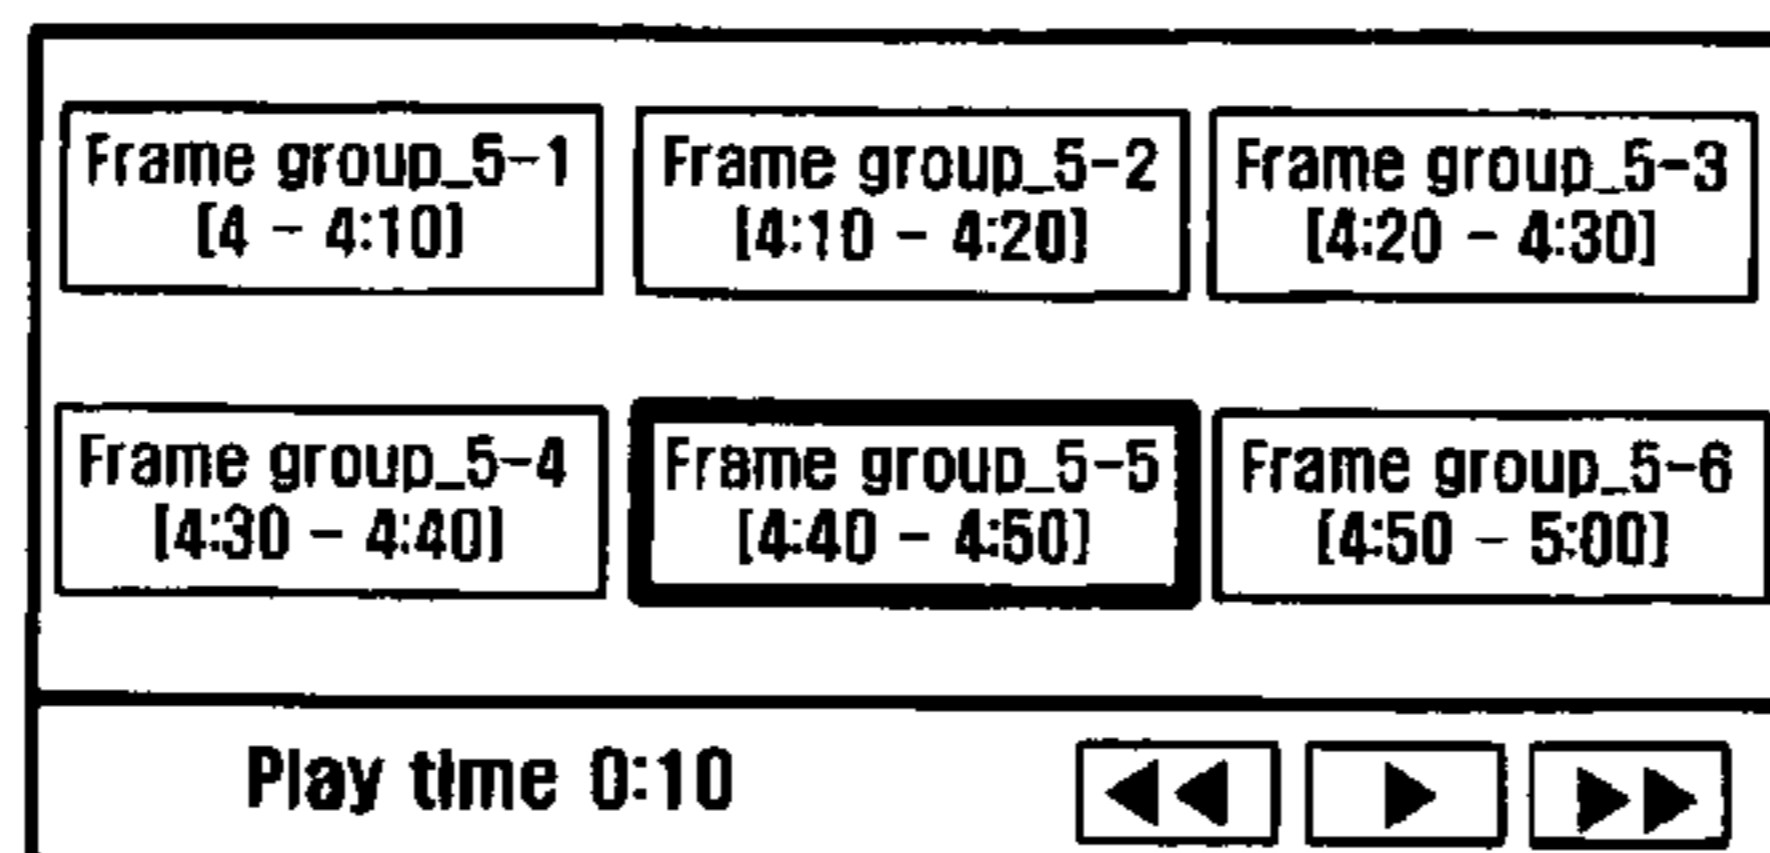 Frame group_5-1
[4 - 4:10]
Frame group_5-2
[4:10 - 4:20]
Frame group_5-3
[4:20 - 4:30]
Frame group_5-4
[4:30 - 4:40]
Frame group_5-5
[4:40 - 4:50]
Frame group_5-6
[4:50 - 5:00]
Play time 0:10